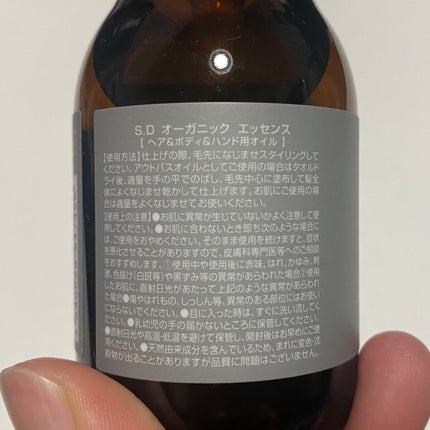 S.D オーガニック エッセンス
【 ヘア&ボディ&ハンド用オイル 】
【使用方法】仕上げの際、毛先になじませスタイリングして
ください。アウトバスオイルとしてご使用の場合はタオルド
ライ後、適量を手の平でのばし、毛先中心に塗布して髪全
体によくなじませ乾かして仕上げます。お肌にご使用の場
合は適量をよくなじませてお使いください。
【使用上の注意】●お肌に異常が生じていないかよく注意して使
用してください。●お肌に合わないとき即ち次のような場合に
は、ご使用をおやめください。そのまま使用を続けますと、症状
を悪化させることがありますので、皮膚科専門医等へのご相談
をおすすめします。①使用中や使用後に赤味、はれ、かゆみ、刺
激、色抜け(白斑等)や黒ずみ等の異常があらわれた場合②使用
したお肌に、直射日光があたって上記のような異常があらわれ
た場合●傷やはれもの、しっしん等、異常のある部位にはお使い
にならないでください。●目に入った時は、すぐに洗い流してく
ださい。●乳幼児の手の届かないところに保管してください。
●直射日光や高温・低温を避けて保管し、開封後はお早めにご使
用ください。●天然由来成分を含んでいるため、まれに変色・沈
殿物が出ることがありますが品質に問題はございません。